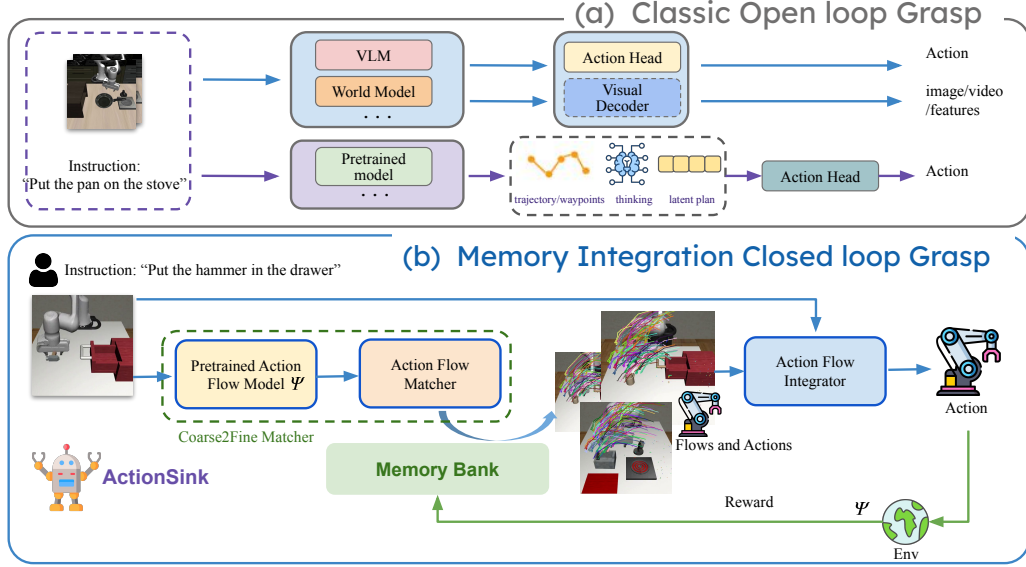 (a) Classic Open loop Grasp
VLM
World Model
. . .
Action Head
Visual
Decoder
Action
image/video
/features
Instruction:
“Put the pan on the stove”
Pretrained
model
. . .
trajectory/waypoints
thinking
latent plan
Action Head
Action
(b) Memory Integration Closed loop Grasp
Instruction: “Put the hammer in the drawer”
Pretrained Action
Flow Model Ψ
Action Flow
Matcher
Coarse2Fine Matcher
Action Flow
Integrator
Action
Flows and Actions
Memory Bank
ActionSink
Reward
Ψ
Env